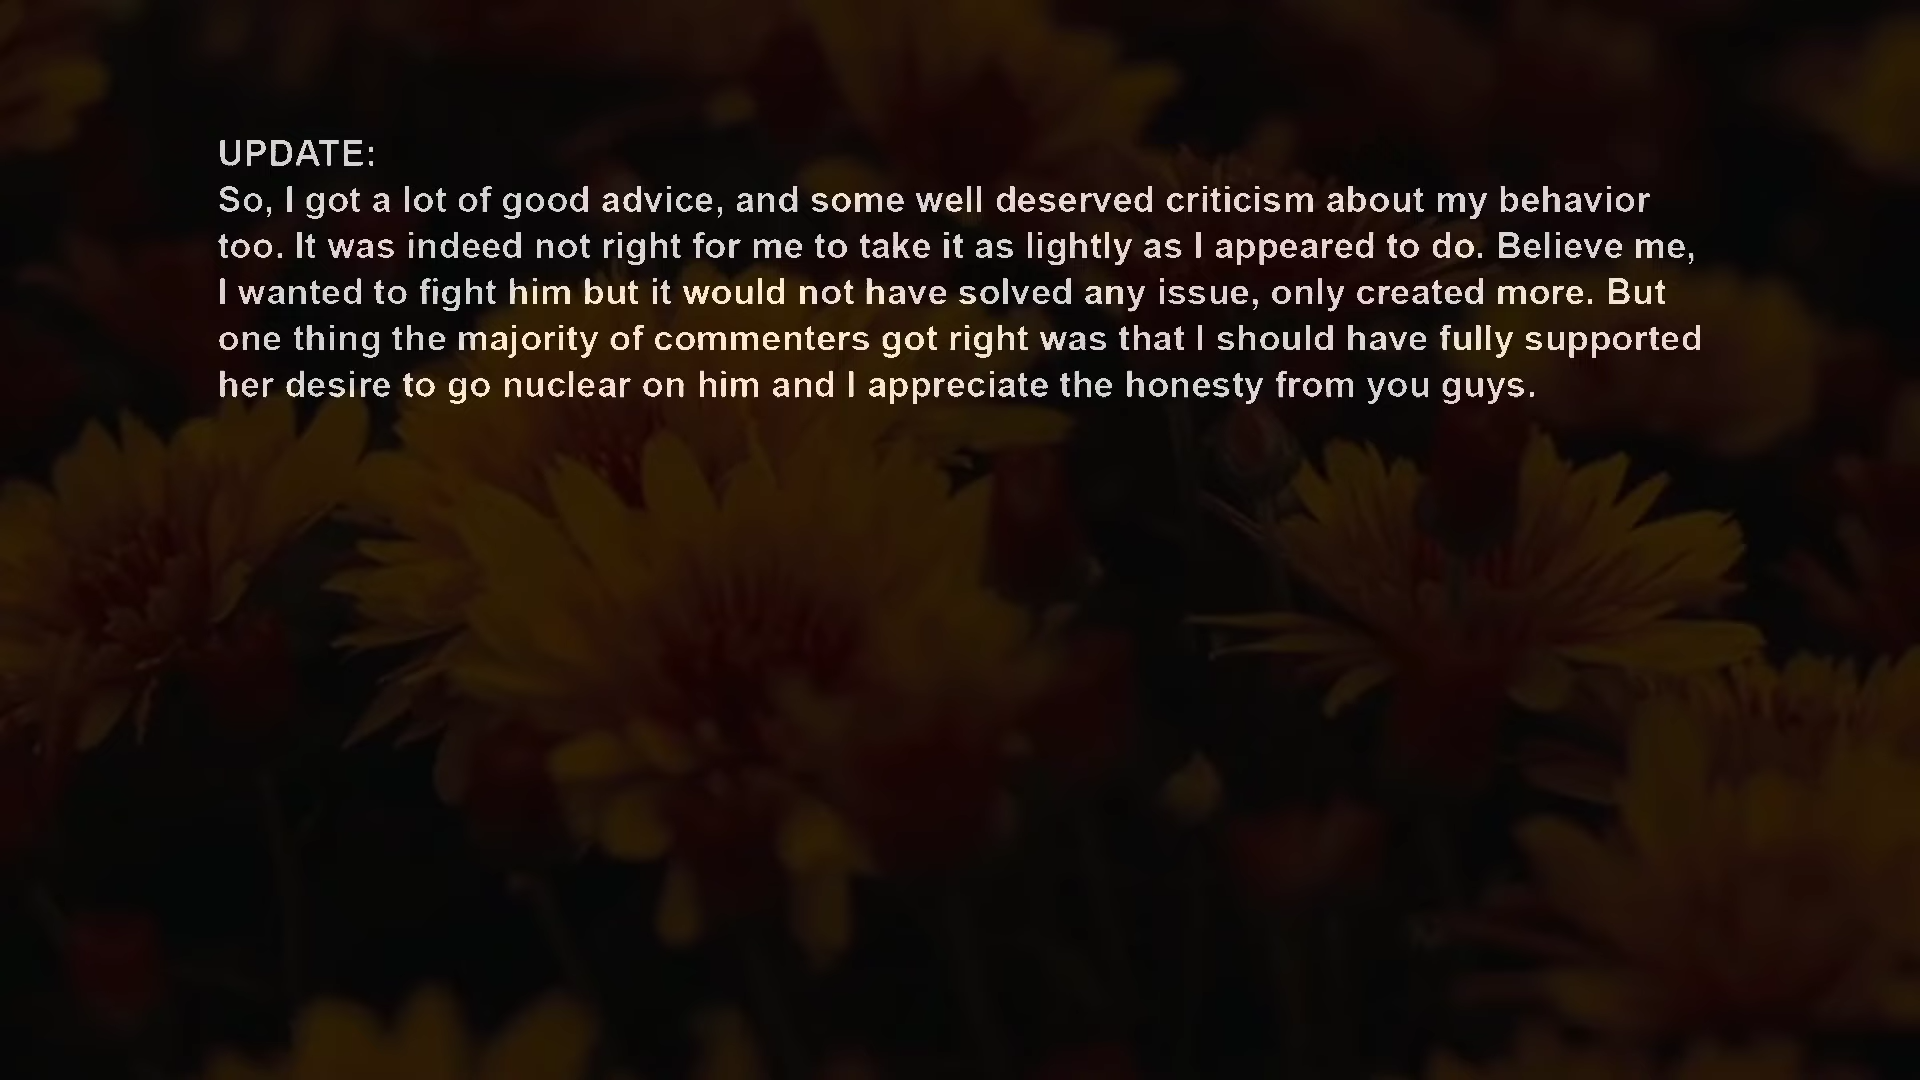 UPDATE:
So, I got a lot of good advice, and some well deserved criticism about my behavior
too. It was indeed not right for me to take it as lightly as I appeared to do. Believe me,
I wanted to fight him but it would not have solved any issue, only created more. But
one thing the majority of commenters got right was that I should have fully supported
her desire to go nuclear on him and I appreciate the honesty from you guys.